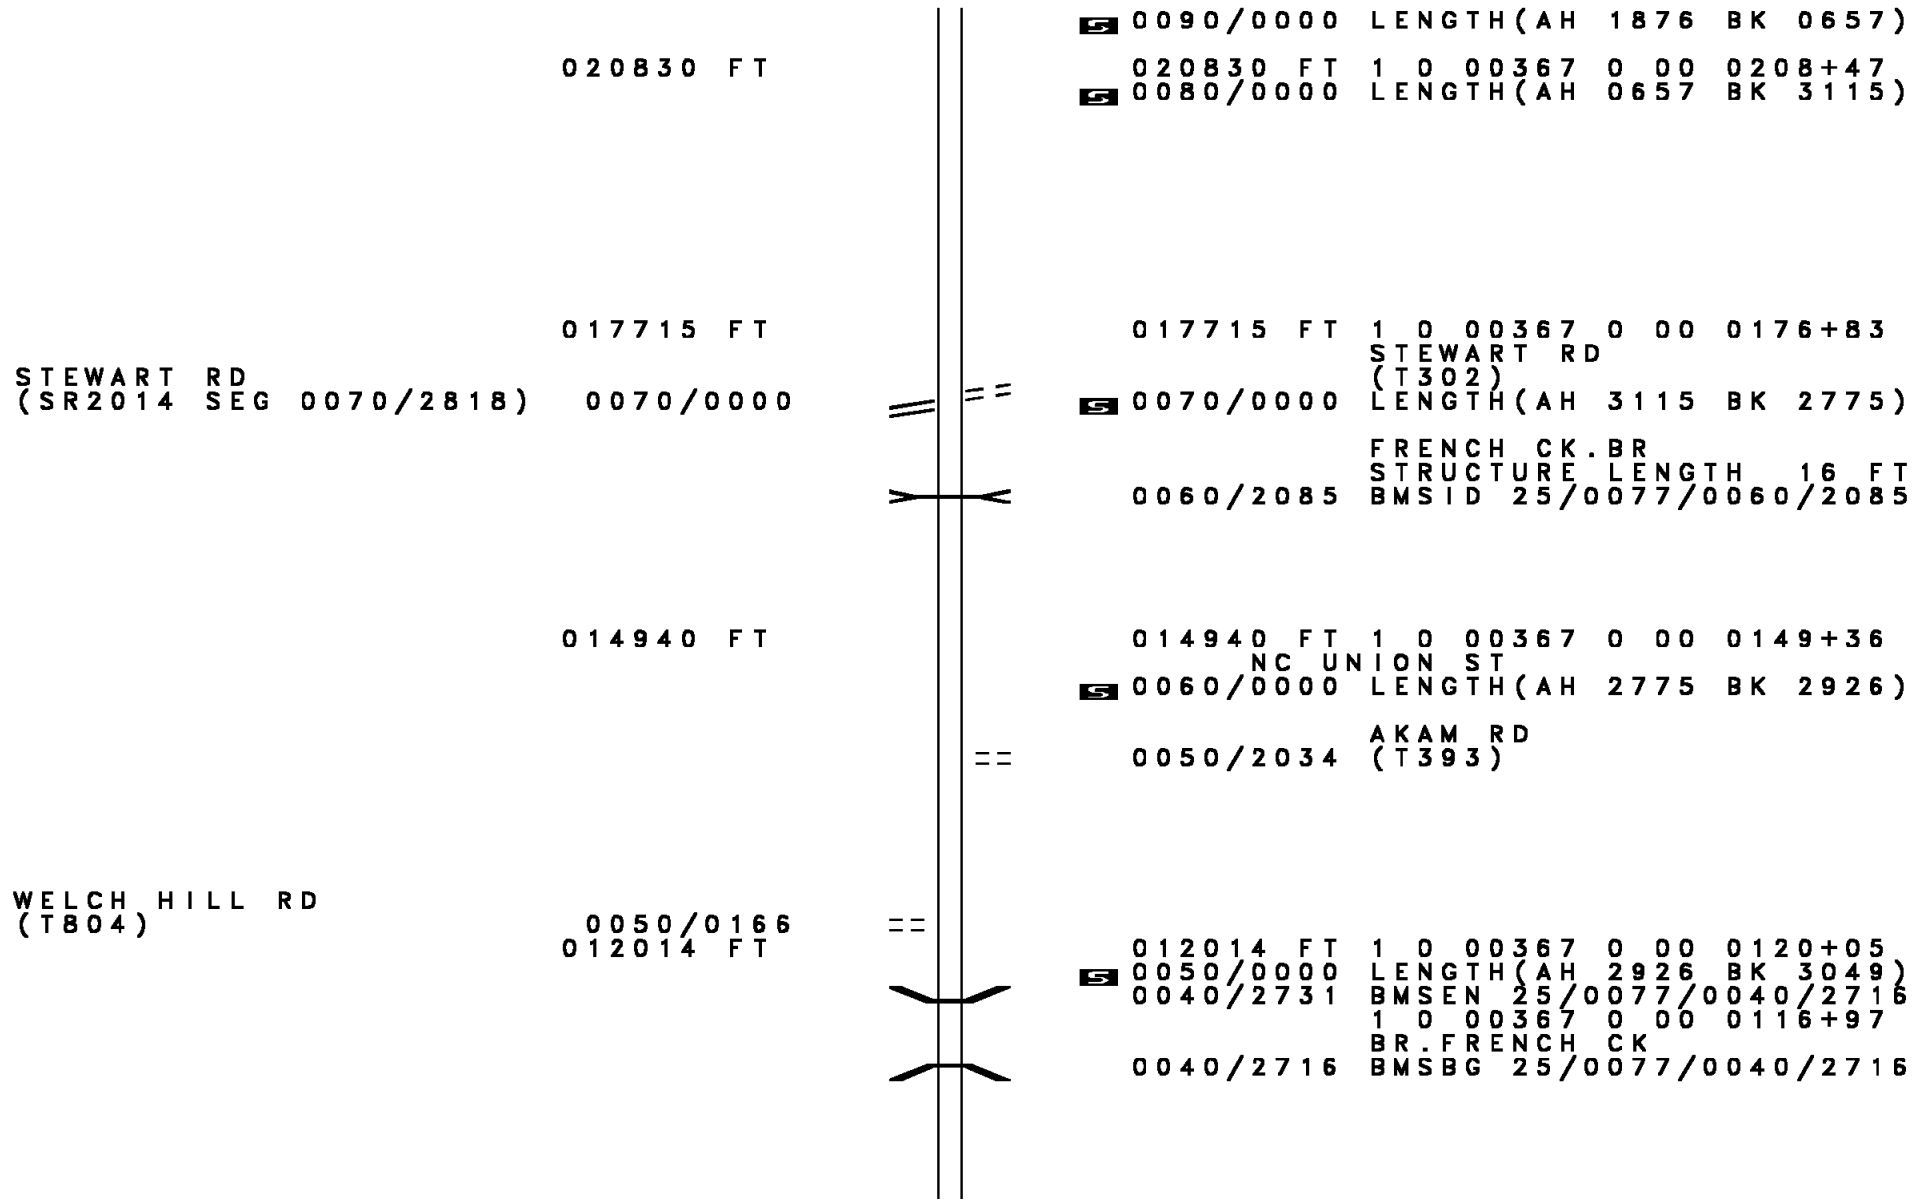 S 0090/0000 LENGTH(AH 1876 BK 0657)
020830 FT 020830 FT 1 0 00367 0 00 0208+47
S 0080/0000 LENGTH(AH 0657 BK 3115)
017715 FT 017715 FT 1 0 00367 0 00 0176+83
STEWART RD
STEWART RD (T302)
(SR2014 SEG 0070/2818) 0070/0000 S 0070/0000 LENGTH(AH 3115 BK 2775)
FRENCH CK.BR
STRUCTURE LENGTH 16 FT
0060/2085 BMSID 25/0077/0060/2085
014940 FT 014940 FT 1 0 00367 0 00 0149+36
NC UNION ST
S 0060/0000 LENGTH(AH 2775 BK 2926)
AKAM RD
0050/2034 (T393)
WELCH HILL RD
(T804) 0050/0166
012014 FT 012014 FT 1 0 00367 0 00 0120+05
S 0050/0000 LENGTH(AH 2926 BK 3049)
0040/2731 BMSEN 25/0077/0040/2716
1 0 00367 0 00 0116+97
BR.FRENCH CK
0040/2716 BMSBG 25/0077/0040/2716